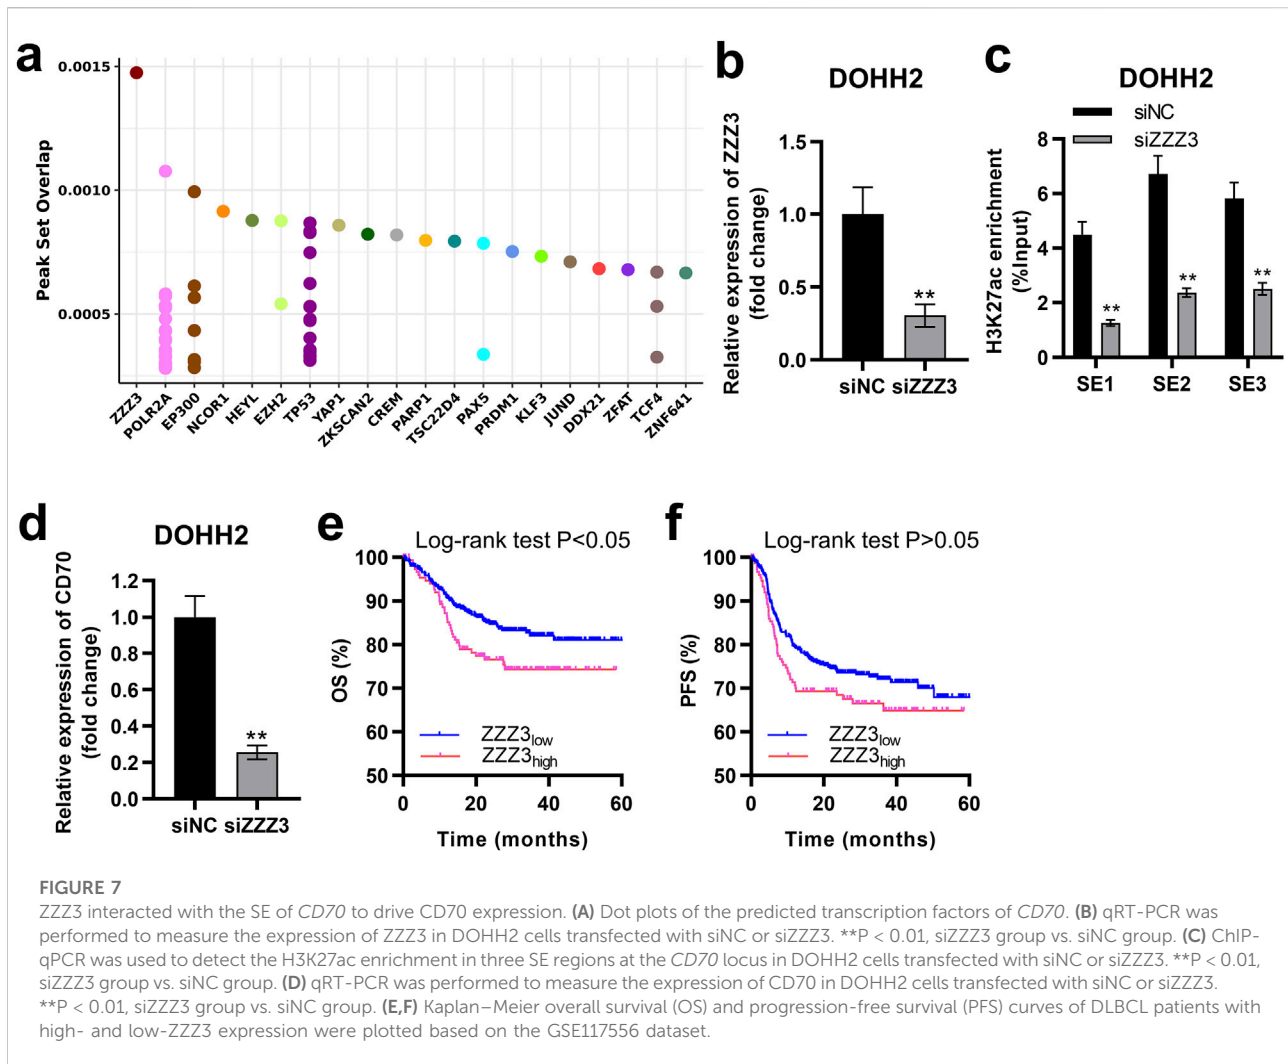 a
0.0015
0.0010
0.0005
Peak Set Overlap
ZZZ3
POLR2A
EP300
NCOR1
HEYL
EZH2
TP53
YAP1
ZKSCAN2
CREM
PARP1
TSC22D4
PAX5
PRDM1
KLF3
JUND
DDX21
ZFAT
TCF4
ZNF641
b
DOHH2
Relative expression of ZZZ3
(fold change)
1.5
1.0
0.5
0.0
**
siNC siZZZ3
c
DOHH2
siNC
siZZZ3
H3K27ac enrichment
(%Input)
8
6
4
2
0
**
**
**
SE1 SE2 SE3
d
DOHH2
Relative expression of CD70
(fold change)
1.2
1.0
0.8
0.6
0.4
0.2
0.0
**
siNC siZZZ3
e
Log-rank test P<0.05
OS (%)
100
90
80
70
60
50
ZZZ3low
ZZZ3high
0 20 40 60
Time (months)
f
Log-rank test P>0.05
PFS (%)
100
90
80
70
60
50
ZZZ3low
ZZZ3high
0 20 40 60
Time (months)
FIGURE 7
ZZZ3 interacted with the SE of CD70 to drive CD70 expression. (A) Dot plots of the predicted transcription factors of CD70. (B) qRT-PCR was
performed to measure the expression of ZZZ3 in DOHH2 cells transfected with siNC or siZZZ3. **P < 0.01, siZZZ3 group vs. siNC group. (C) ChIP-
qPCR was used to detect the H3K27ac enrichment in three SE regions at the CD70 locus in DOHH2 cells transfected with siNC or siZZZ3. **P < 0.01,
siZZZ3 group vs. siNC group. (D) qRT-PCR was performed to measure the expression of CD70 in DOHH2 cells transfected with siNC or siZZZ3.
**P < 0.01, siZZZ3 group vs. siNC group. (E,F) Kaplan–Meier overall survival (OS) and progression-free survival (PFS) curves of DLBCL patients with
high- and low-ZZZ3 expression were plotted based on the GSE117556 dataset.